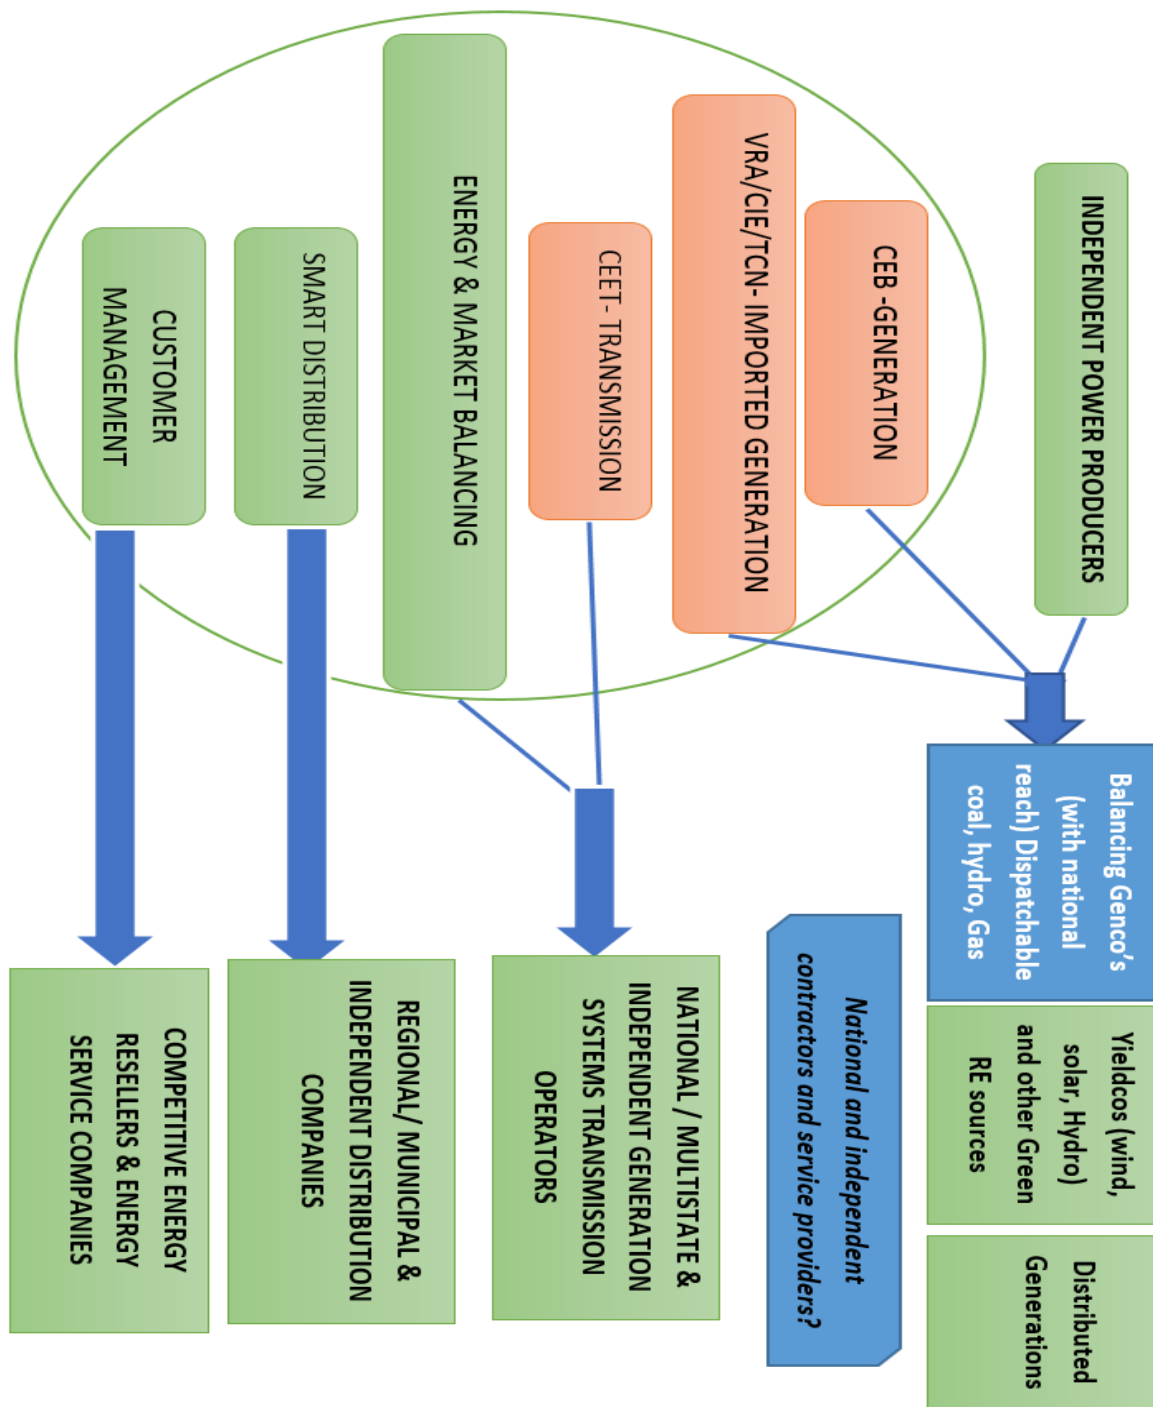 INDEPENDENT POWER PRODUCERS
Balancing Genco's
(with national
reach) Dispatchable
coal, hydro, Gas
Yieldcos (wind,
solar, Hydro)
and other Green
RE sources
Distributed
Generations
CEB -GENERATION
VRA/CIE/TCN- IMPORTED GENERATION
National and independent
contractors and service providers?
CEET- TRANSMISSION
ENERGY & MARKET BALANCING
NATIONAL / MULTISTATE &
INDEPENDENT GENERATION
SYSTEMS TRANSMISSION
OPERATORS
SMART DISTRIBUTION
REGIONAL/ MUNICIPAL &
INDEPENDENT DISTRIBUTION
COMPANIES
CUSTOMER
MANAGEMENT
COMPETITIVE ENERGY
RESELLERS & ENERGY
SERVICE COMPANIES